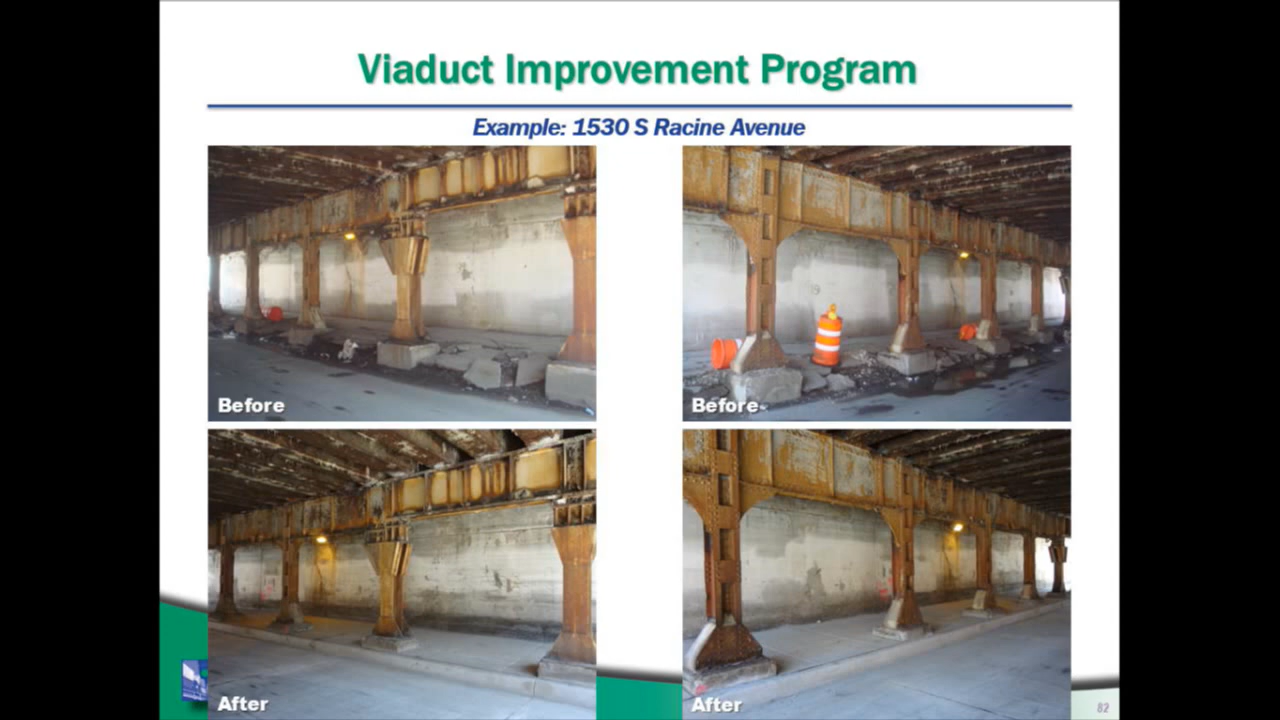 Viaduct Improvement Program
Example: 1530 S Racine Avenue
Before
Before
After
After
82